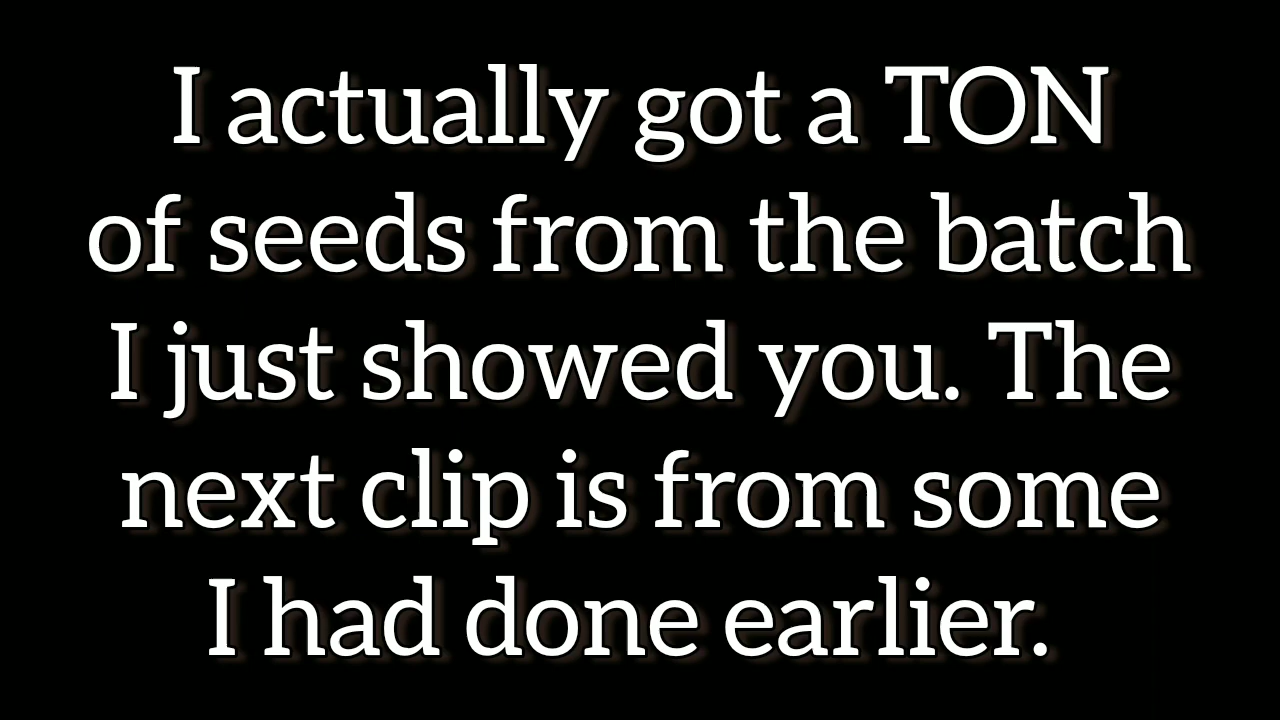 I actually got a TON
of seeds from the batch
I just showed you. The
next clip is from some
I had done earlier.